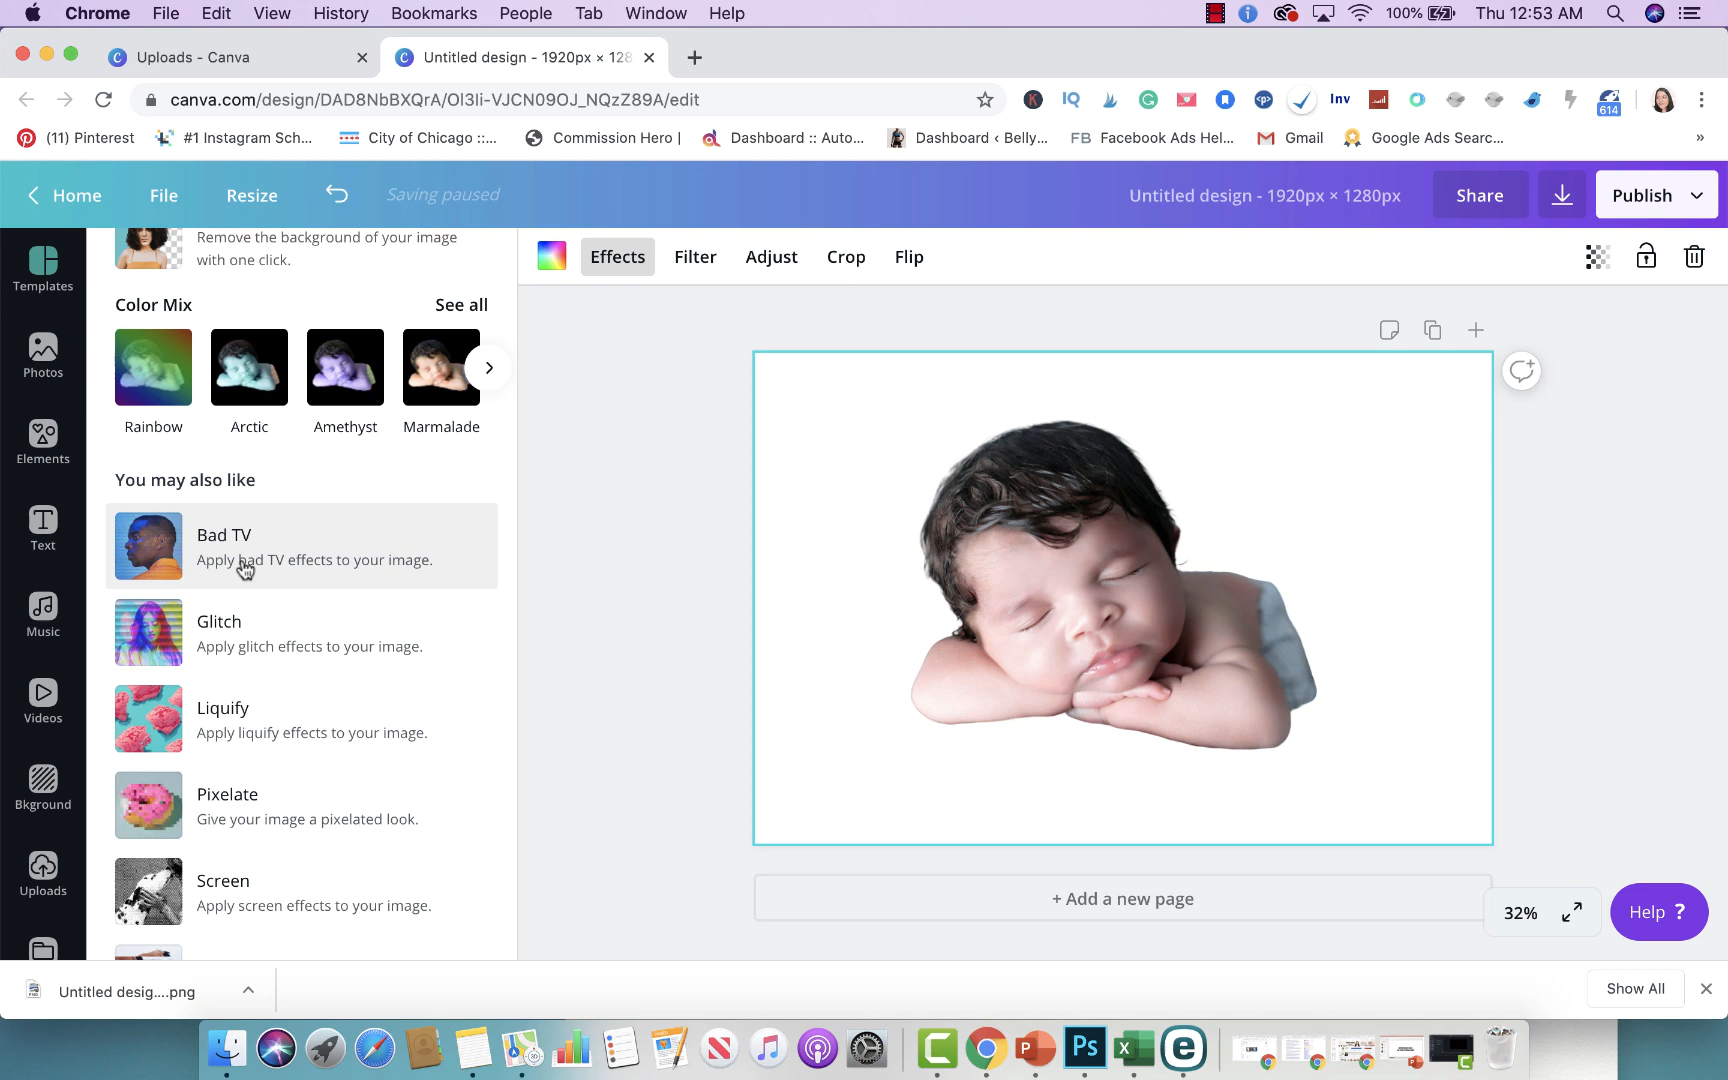 Chrome File Edit View History Bookmarks People Tab Window Help 100% Thu 12:53 AM
Uploads - Canva
Untitled design - 1920px × 128
canva.com/design/DAD8NbBXQrA/Ol3Ii-VJCN09OJ_NQzZ89A/edit
IQ <p> Inv 614
(11) Pinterest #1 Instagram Sch... City of Chicago ::... Commission Hero | Dashboard :: Auto... Dashboard ‹ Belly... FB Facebook Ads Hel... Gmail Google Ads Searc... »
Home File Resize Saving paused Untitled design - 1920px × 1280px Share Publish
Effects Filter Adjust Crop Flip
Templates
Photos
Elements
Text
Music
Videos
Bkground
Uploads
Remove the background of your image
with one click.
Color Mix See all
Rainbow Arctic Amethyst Marmalade
You may also like
Bad TV
Apply bad TV effects to your image.
Glitch
Apply glitch effects to your image.
Liquify
Apply liquify effects to your image.
Pixelate
Give your image a pixelated look.
Screen
Apply screen effects to your image.
+ Add a new page
32% Help ?
Untitled desig....png Show All
Ps